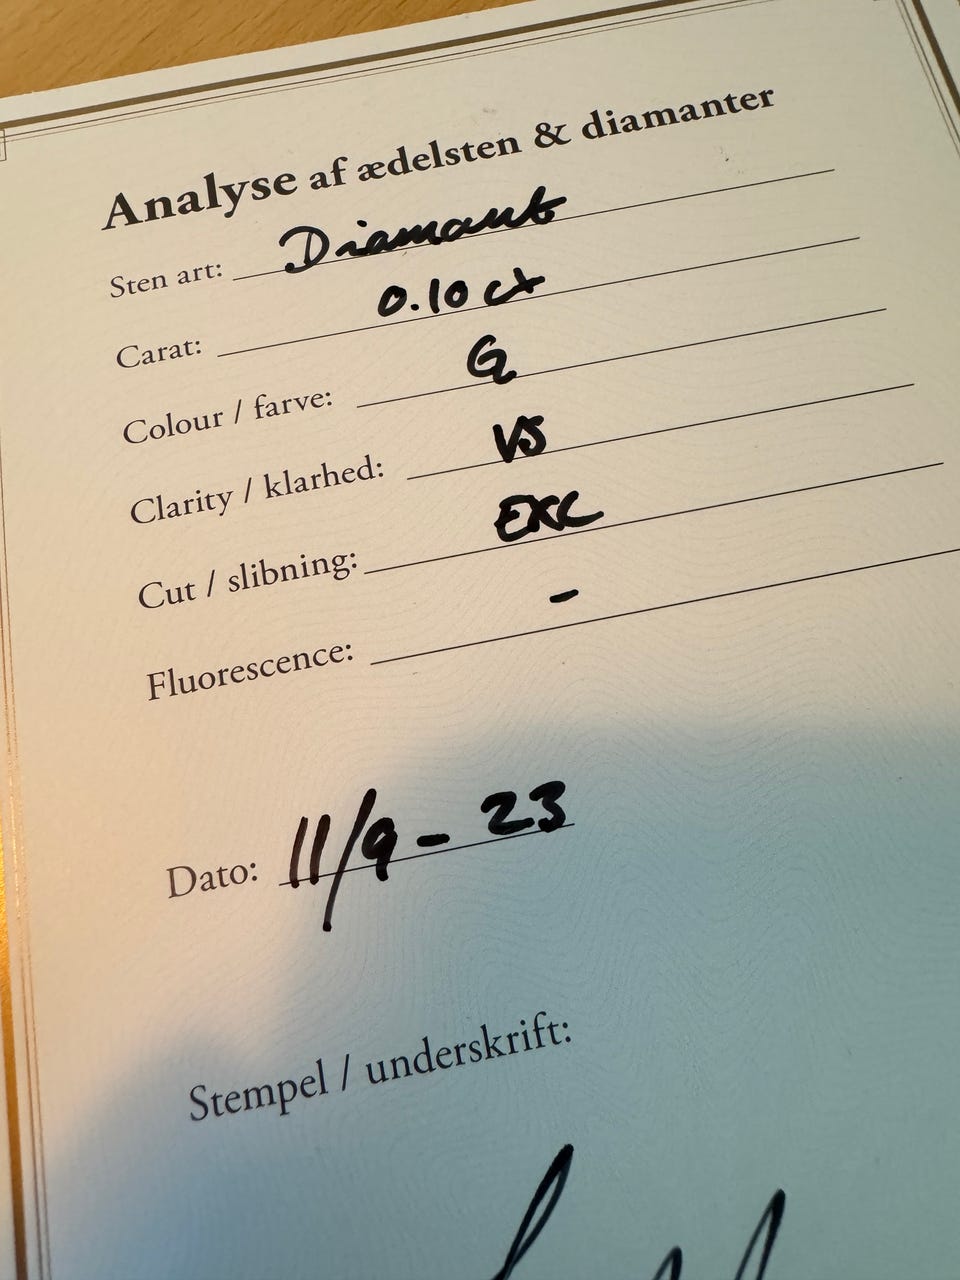 Analyse af ædelsten & diamanter
Sten art: Diamant
Carat: 0.10 ct
Colour / farve: G
Clarity / klarhed: VS
Cut / slibning: EXC
Fluorescence: -
Dato: 11/9 - 23
Stempel / underskrift: